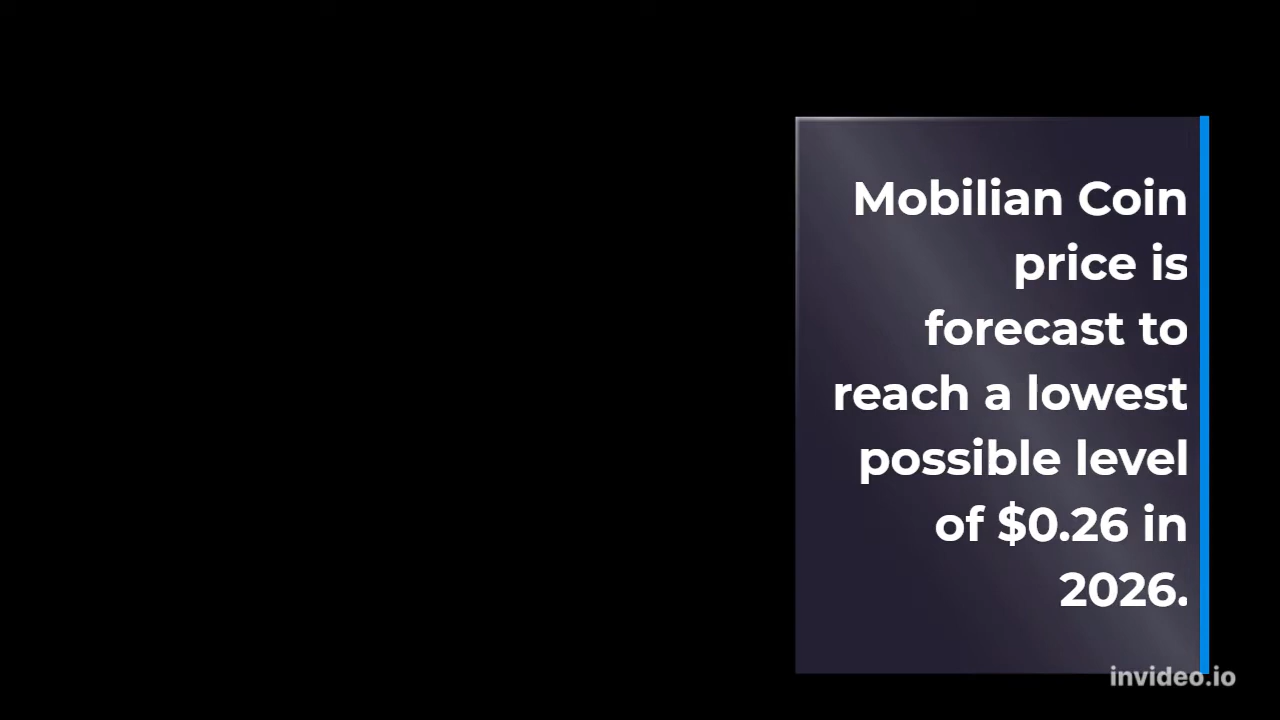 Mobilian Coin
price is
forecast to
reach a lowest
possible level
of $0.26 in
2026.
invideo.io